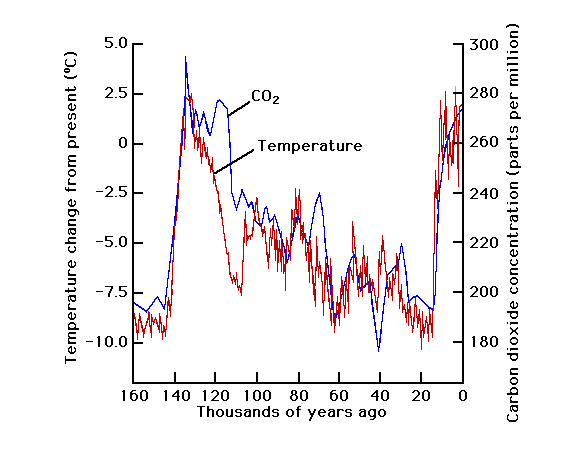 Temperature change from present (ºC)
5.0
2.5
0
−2.5
−5.0
−7.5
−10.0
CO2
Temperature
300
280
260
240
220
200
180
Carbon dioxide concentration (parts per million)
160 140 120 100 80 60 40 20 0
Thousands of years ago